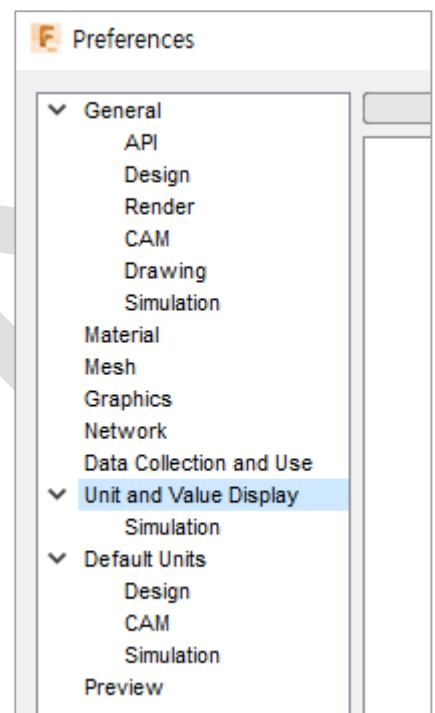 Preferences
General
API
Design
Render
CAM
Drawing
Simulation
Material
Mesh
Graphics
Network
Data Collection and Use
Unit and Value Display
Simulation
Default Units
Design
CAM
Simulation
Preview